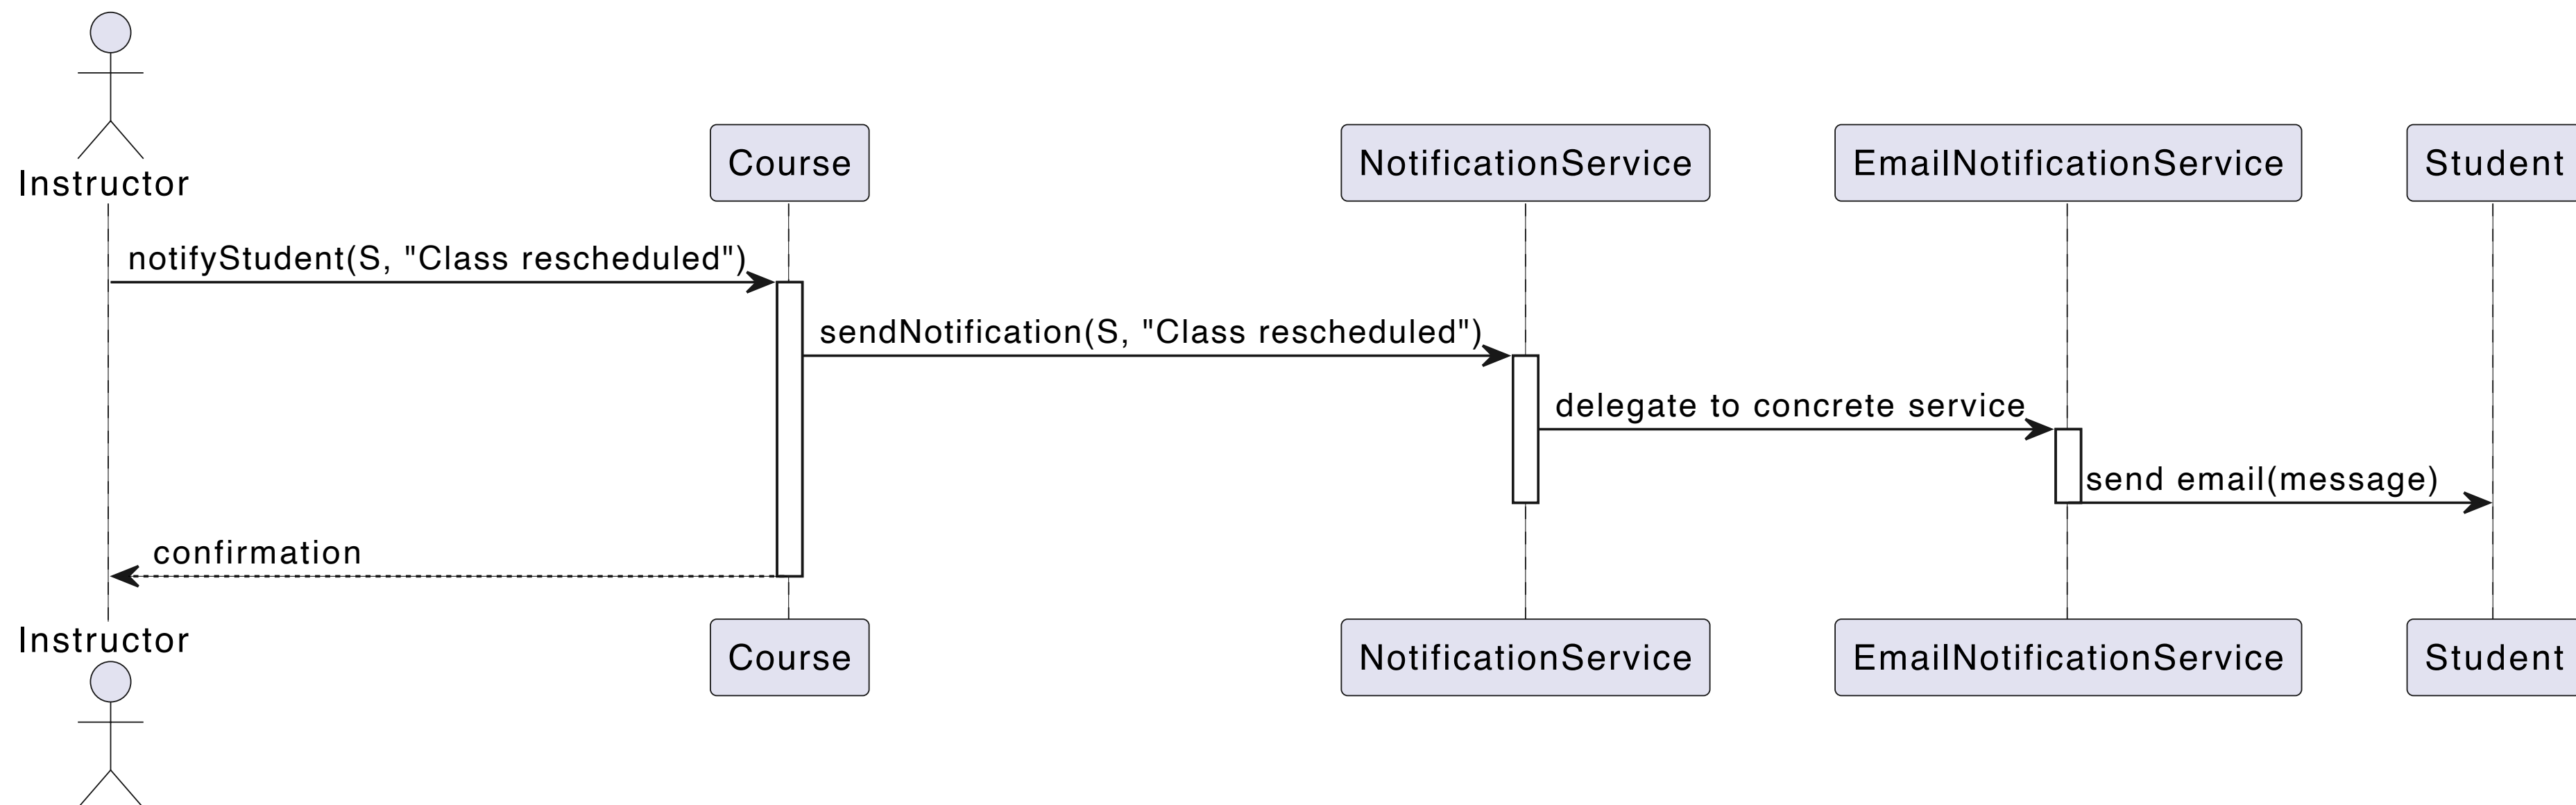 Instructor
Course
NotificationService
EmailNotificationService
Student
notifyStudent(S, "Class rescheduled")
sendNotification(S, "Class rescheduled")
delegate to concrete service
send email(message)
confirmation
Instructor
Course
NotificationService
EmailNotificationService
Student